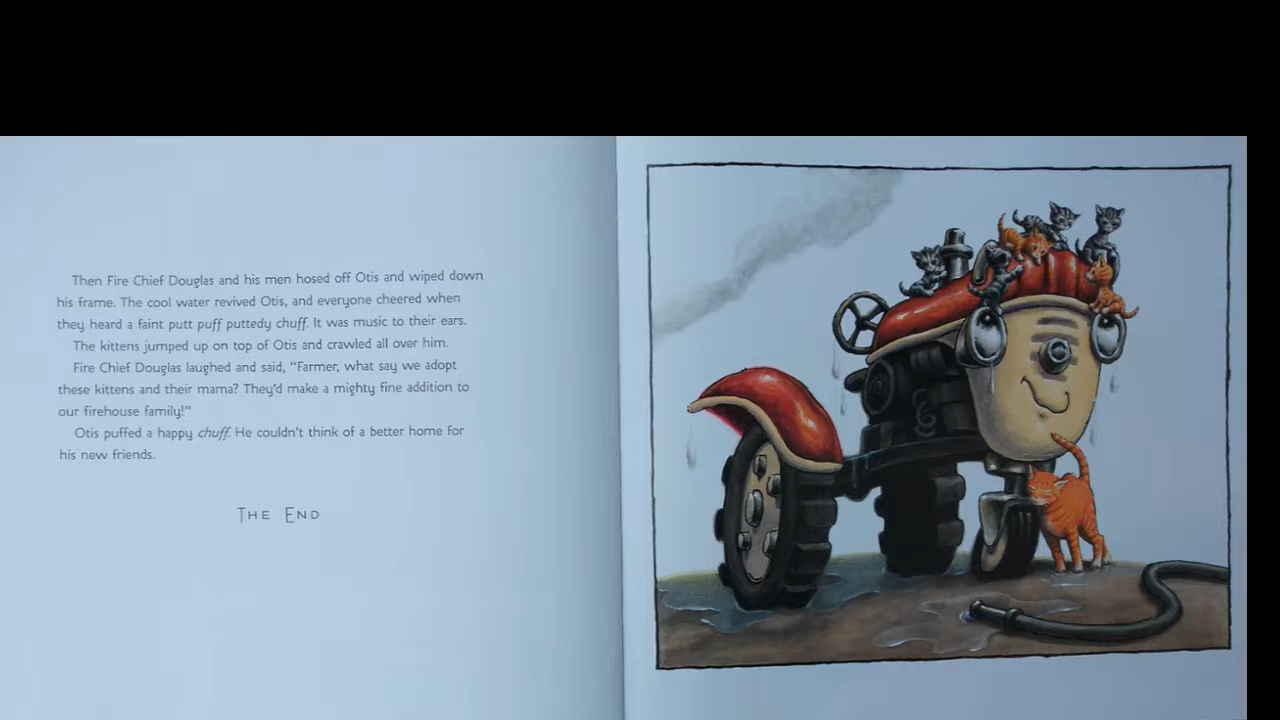 Then Fire Chief Douglas and his men hosed off Otis and wiped down
his frame. The cool water revived Otis, and everyone cheered when
they heard a faint putt puff puttedy chuff. It was music to their ears.
The kittens jumped up on top of Otis and crawled all over him.
Fire Chief Douglas laughed and said, “Farmer, what say we adopt
these kittens and their mama? They’d make a mighty fine addition to
our firehouse family!”
Otis puffed a happy chuff. He couldn’t think of a better home for
his new friends.
The End